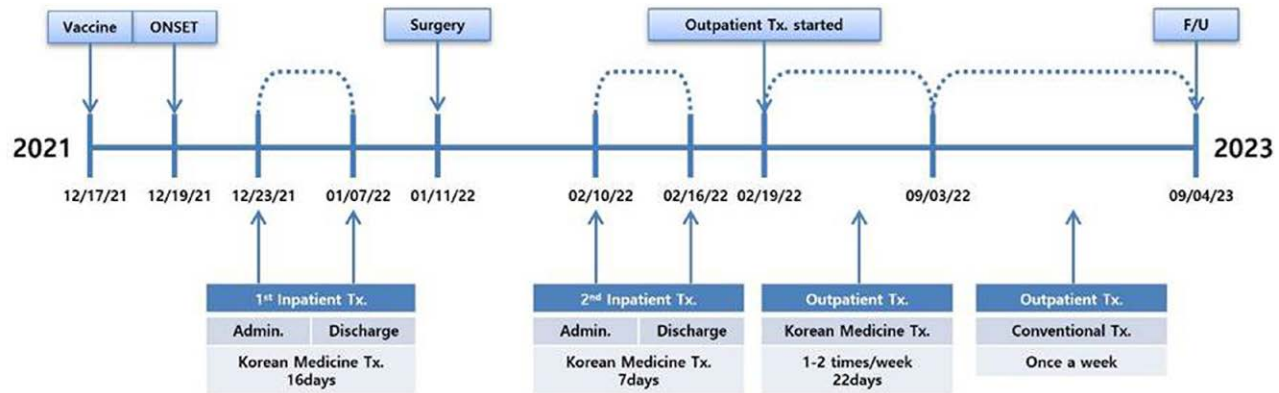 Vaccine
ONSET
Surgery
Outpatient Tx. started
F/U
2021
2023
12/17/21
12/19/21
12/23/21
01/07/22
01/11/22
02/10/22
02/16/22
02/19/22
09/03/22
09/04/23
1st Inpatient Tx.
Admin.
Discharge
Korean Medicine Tx.
16days
2nd Inpatient Tx.
Admin.
Discharge
Korean Medicine Tx.
7days
Outpatient Tx.
Korean Medicine Tx.
1-2 times/week
22days
Outpatient Tx.
Conventional Tx.
Once a week